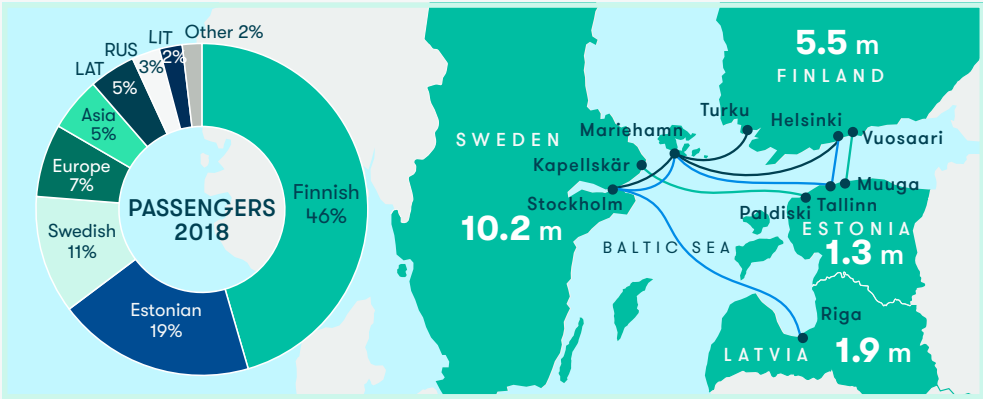 Other 2%
LIT
2%
RUS
3%
LAT
5%
Asia
5%
Europe
7%
Swedish
11%
Estonian
19%
Finnish
46%
PASSENGERS
2018
SWEDEN
10.2 m
5.5 m
FINLAND
Turku
Helsinki
Mariehamn
Vuosaari
Kapellskär
Muuga
Stockholm
Tallinn
Paldiski
ESTONIA
1.3 m
BALTIC SEA
Riga
LATVIA
1.9 m